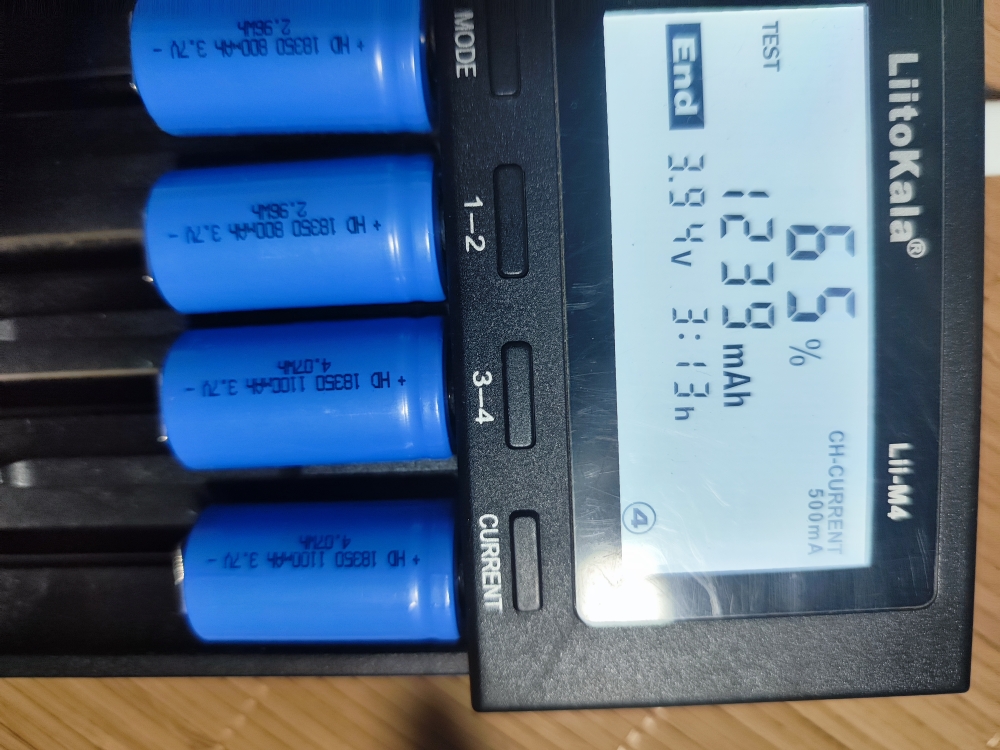 LiitoKala®
Lii-M4
TEST
65 %
CH-CURRENT
500mA
1239 mAh
End
3.94v 3:13h
④
MODE
1–2
3–4
CURRENT
+ HD 18350 800mAh 3.7V -
2.96Wh
+ HD 18350 800mAh 3.7V -
2.96Wh
+ HD 18350 1100mAh 3.7V -
4.07Wh
+ HD 18350 1100mAh 3.7V -
4.07Wh